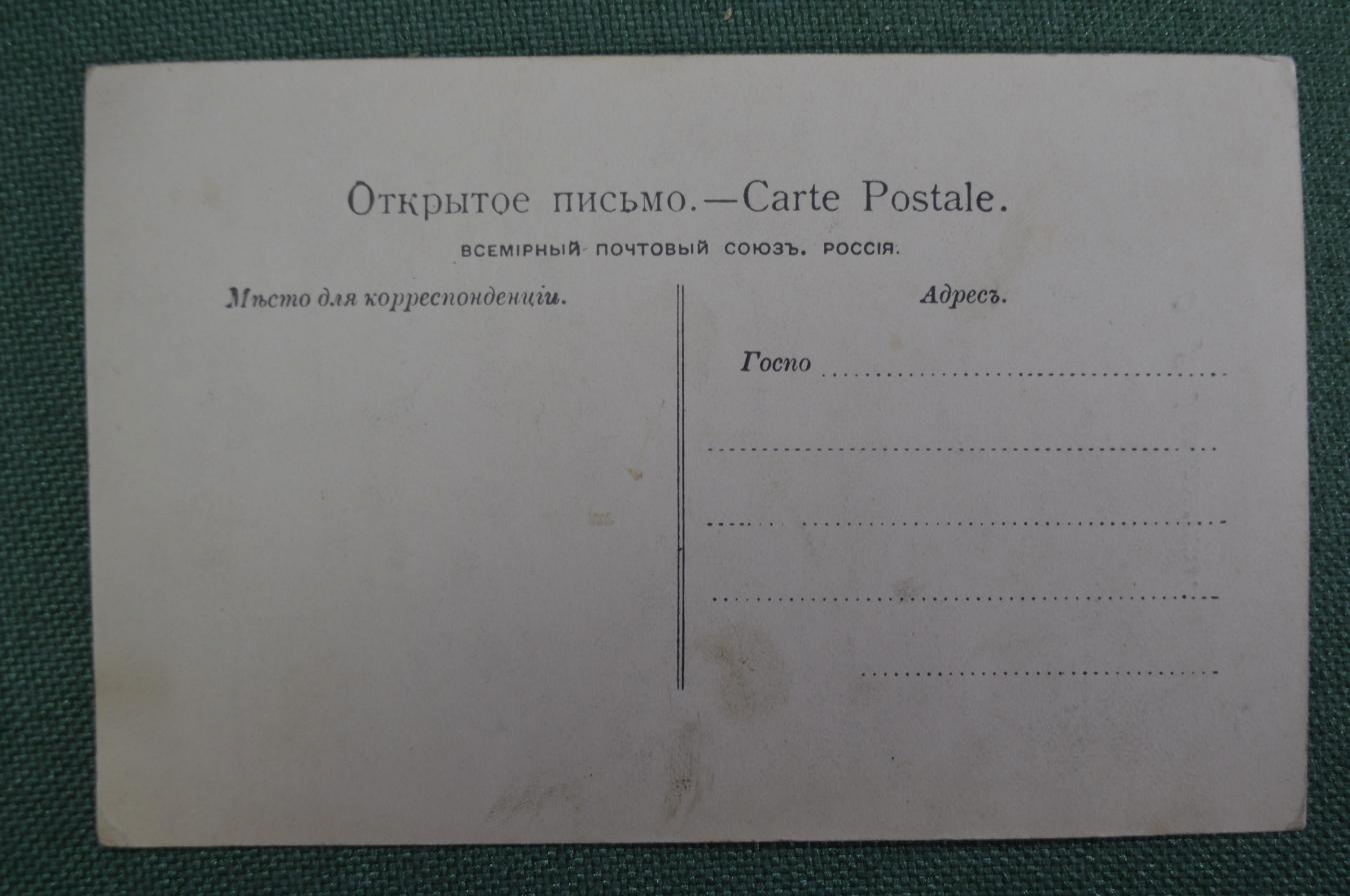 Открытое письмо.—Carte Postale.
ВСЕМІРНЫЙ ПОЧТОВЫЙ СОЮЗЪ. РОССІЯ.
Мѣсто для корреспонденціи.
Адресъ.
Госпо